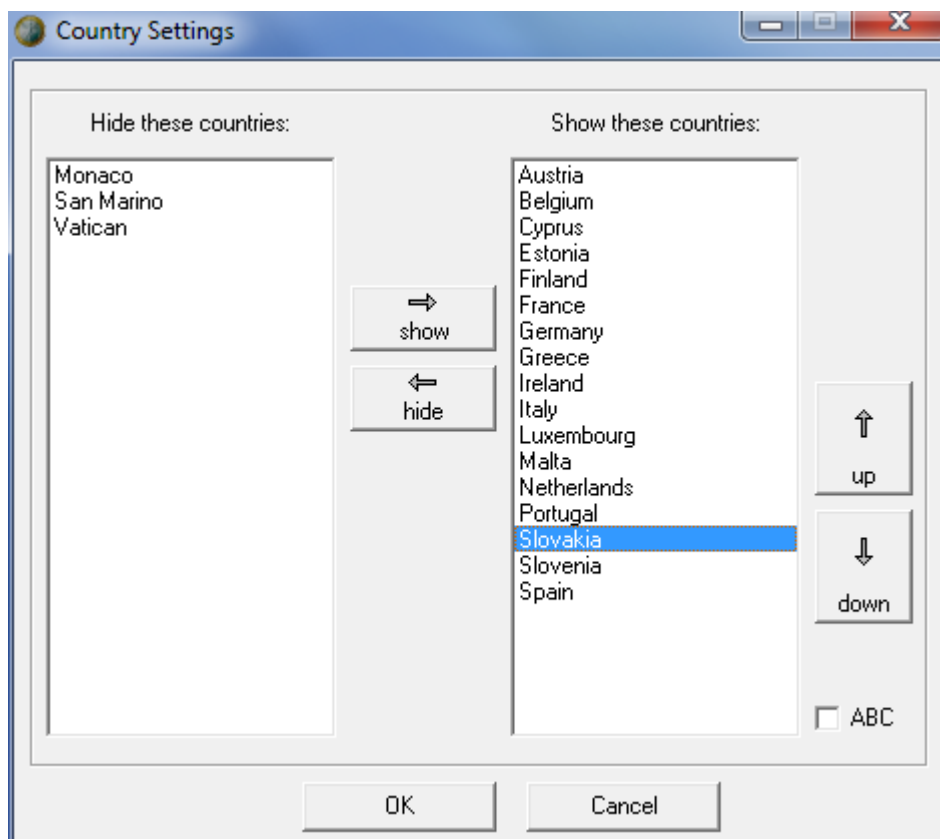 Country Settings
Hide these countries:
Monaco
San Marino
Vatican
show
hide
Show these countries:
Austria
Belgium
Cyprus
Estonia
Finland
France
Germany
Greece
Ireland
Italy
Luxembourg
Malta
Netherlands
Portugal
Slovakia
Slovenia
Spain
up
down
ABC
OK
Cancel